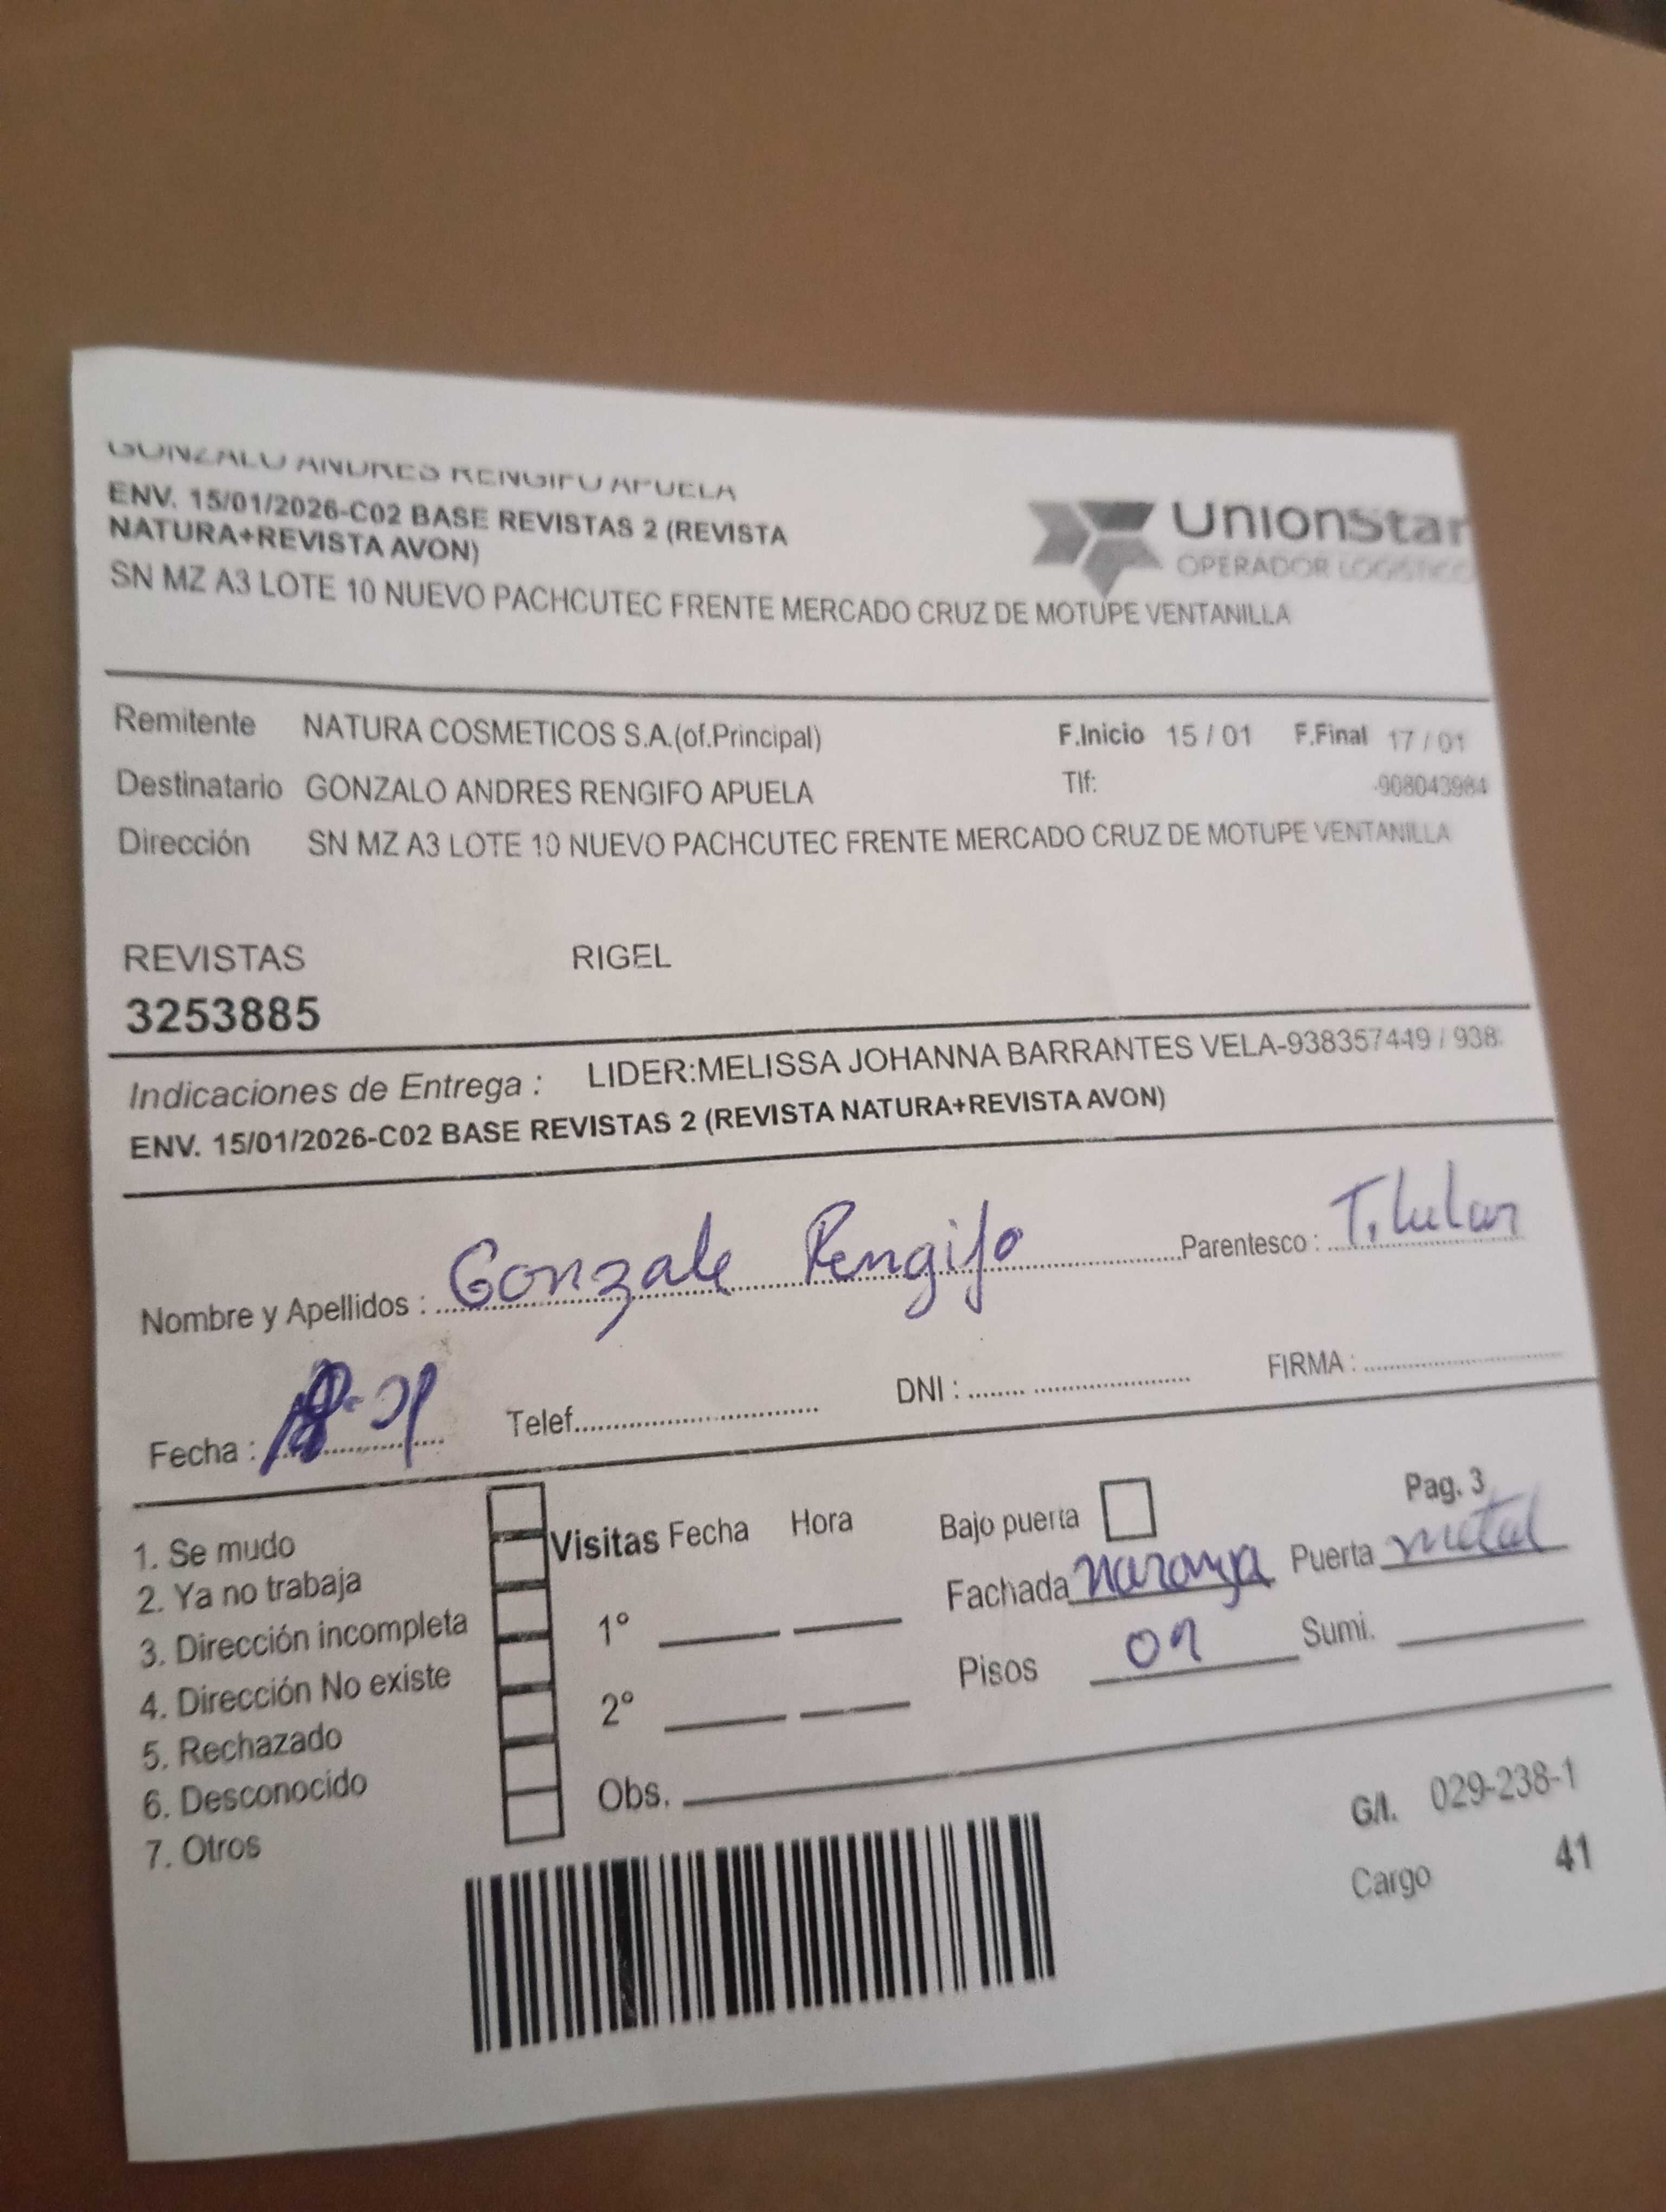 GONZALO ANDRES RENGIFO APUELA
ENV. 15/01/2026-C02 BASE REVISTAS 2 (REVISTA
NATURA+REVISTA AVON)
UNIONStar
OPERADOR LOGISTICO
SN MZ A3 LOTE 10 NUEVO PACHCUTEC FRENTE MERCADO CRUZ DE MOTUPE VENTANILLA
Remitente NATURA COSMETICOS S.A.(of.Principal) F.Inicio 15 / 01 F.Final 17 / 01
Destinatario GONZALO ANDRES RENGIFO APUELA Tlf: -908043984
Dirección SN MZ A3 LOTE 10 NUEVO PACHCUTEC FRENTE MERCADO CRUZ DE MOTUPE VENTANILLA
REVISTAS RIGEL
3253885
Indicaciones de Entrega : LIDER:MELISSA JOHANNA BARRANTES VELA-938357449 / 938
ENV. 15/01/2026-C02 BASE REVISTAS 2 (REVISTA NATURA+REVISTA AVON)
Nombre y Apellidos : Gonzalo Rengifo Parentesco : Titular
Fecha : Telef. DNI : FIRMA :
Pag. 3
1. Se mudo
2. Ya no trabaja
3. Dirección incompleta
4. Dirección No existe
5. Rechazado
6. Desconocido
7. Otros
Visitas Fecha Hora
1°
2°
Obs.
Bajo puerta
Fachada naranja Puerta metal
Pisos 01 Sumi.
G/I. 029-238-1
Cargo 41